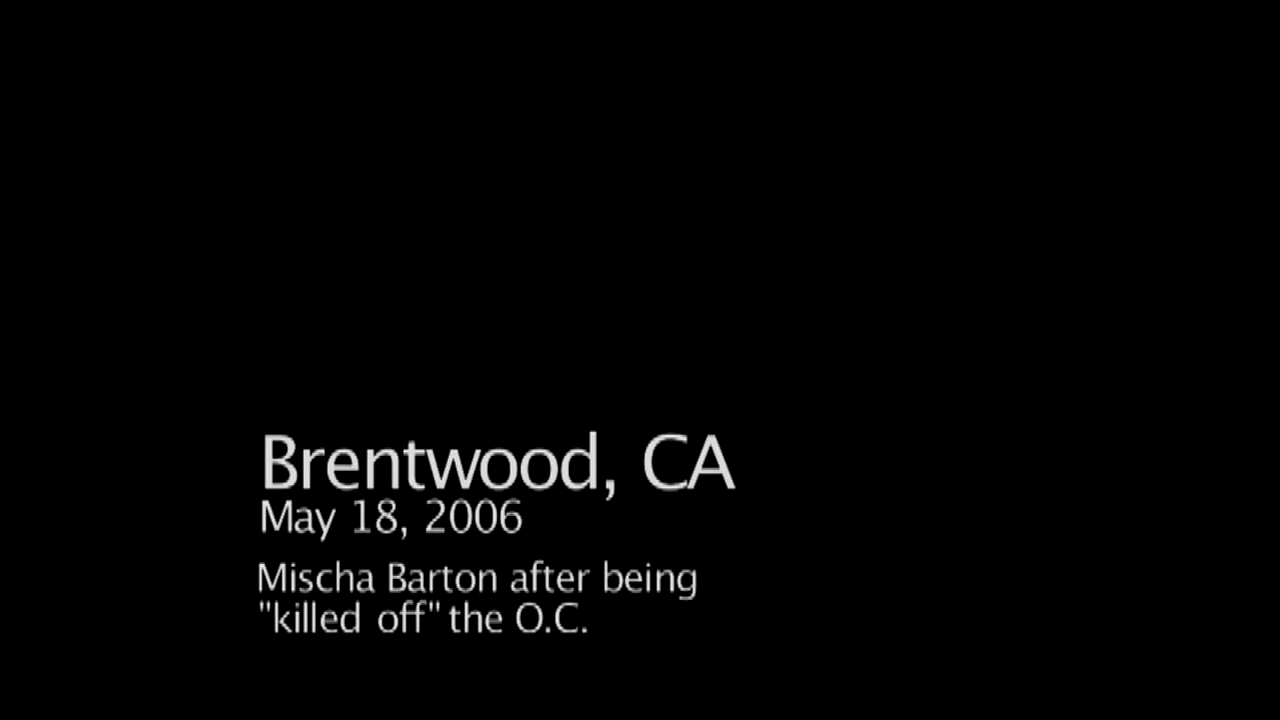 Brentwood, CA
May 18, 2006
Mischa Barton after being
"killed off" the O.C.